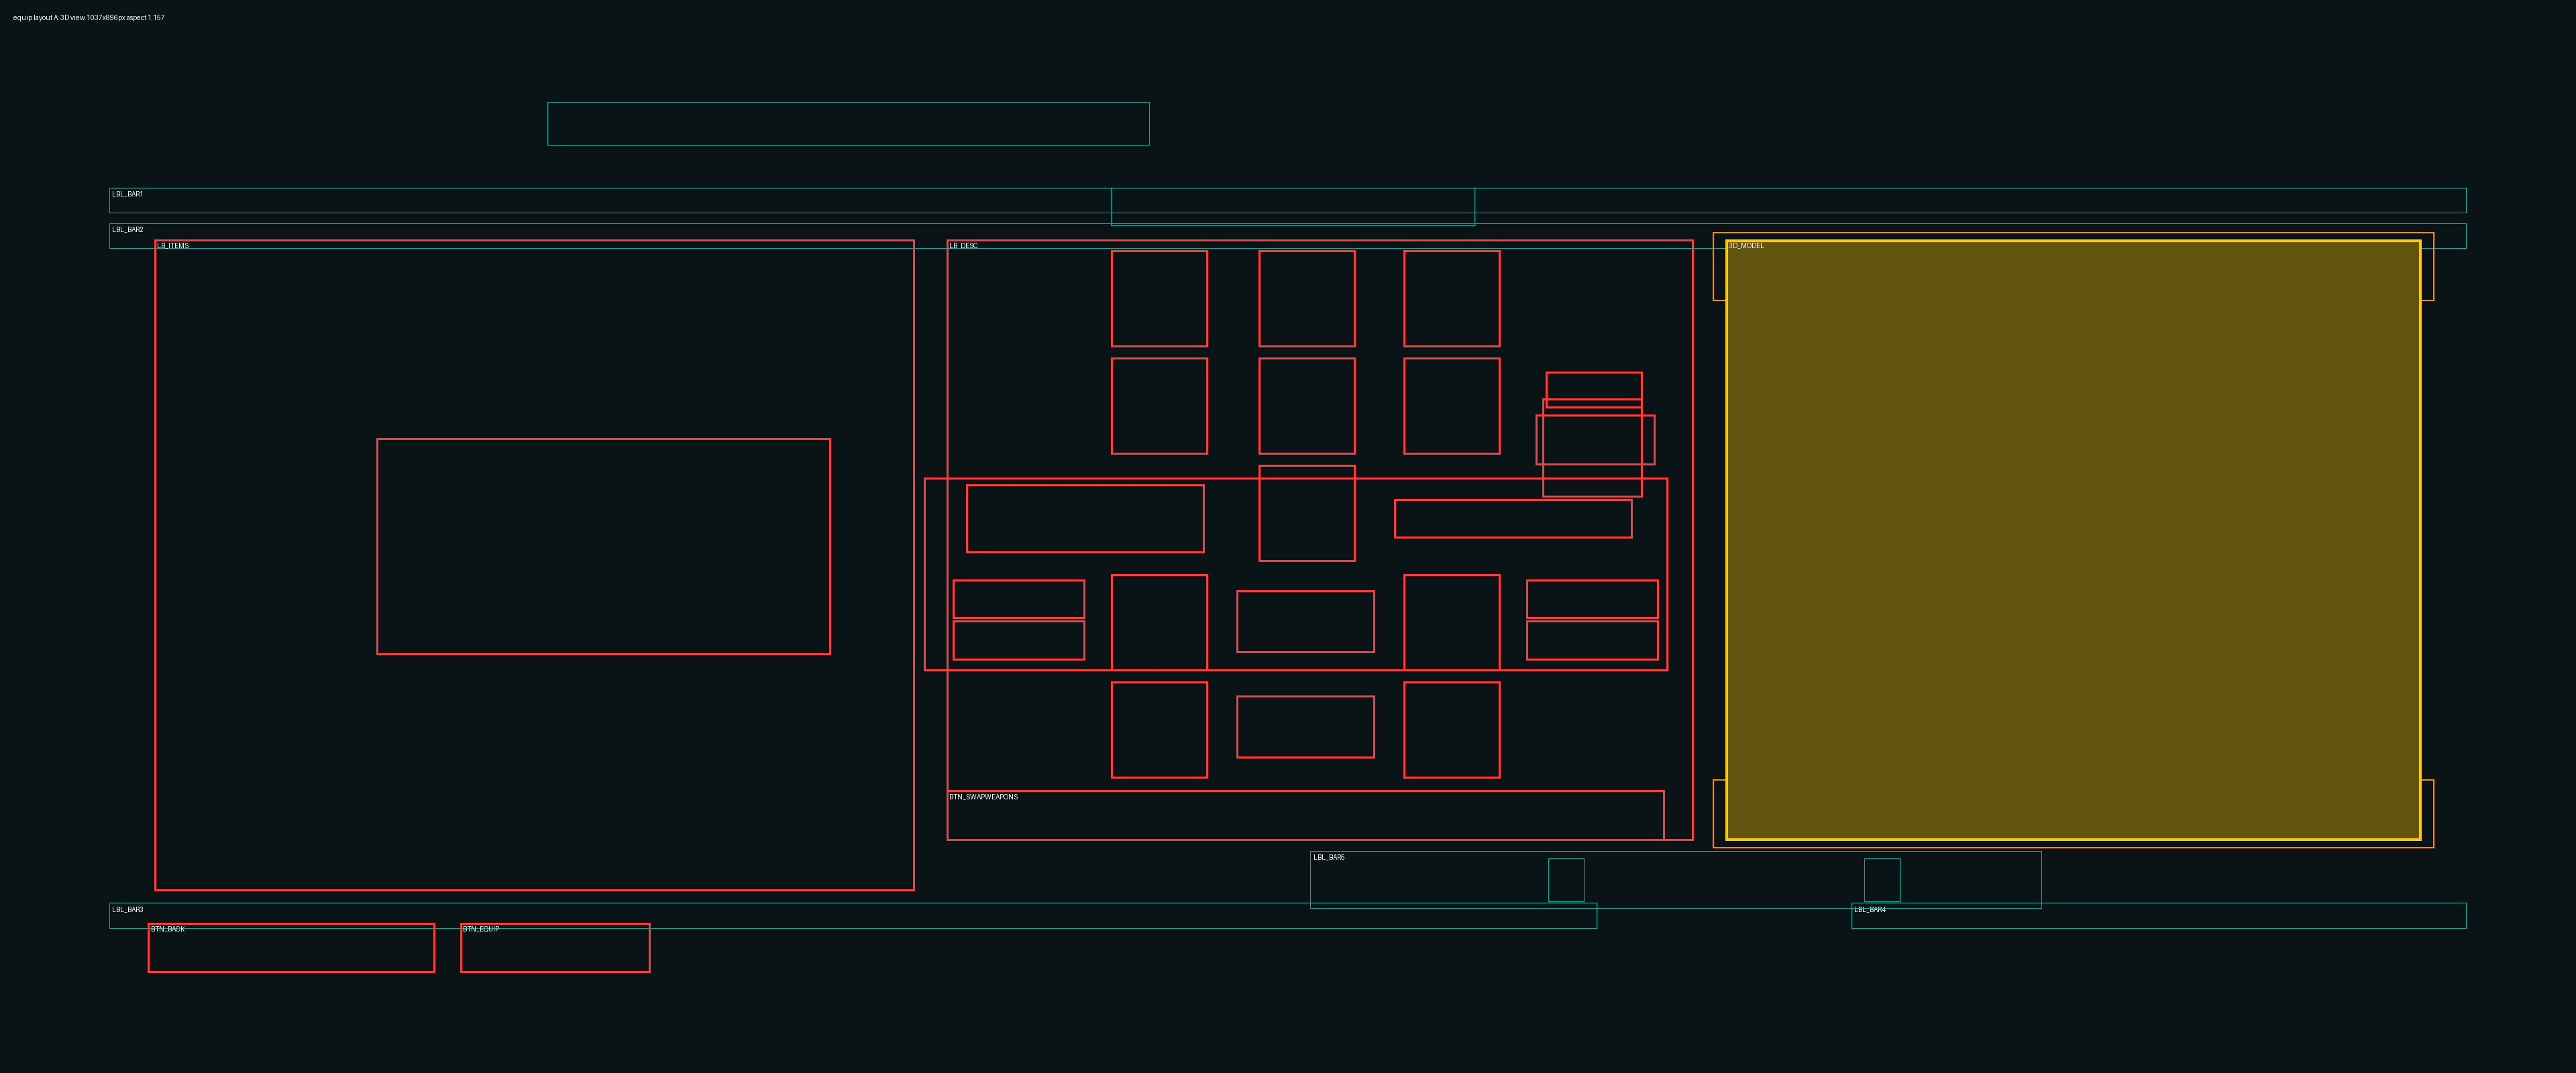 equip layout A: 3D view 1037x896px aspect 1.157
LBL_BAR1
LBL_BAR2
LB_ITEMS
LB_DESC
3D_MODEL
BTN_SWAPWEAPONS
LBL_BAR5
LBL_BAR3
LBL_BAR4
BTN_BACK
BTN_EQUIP